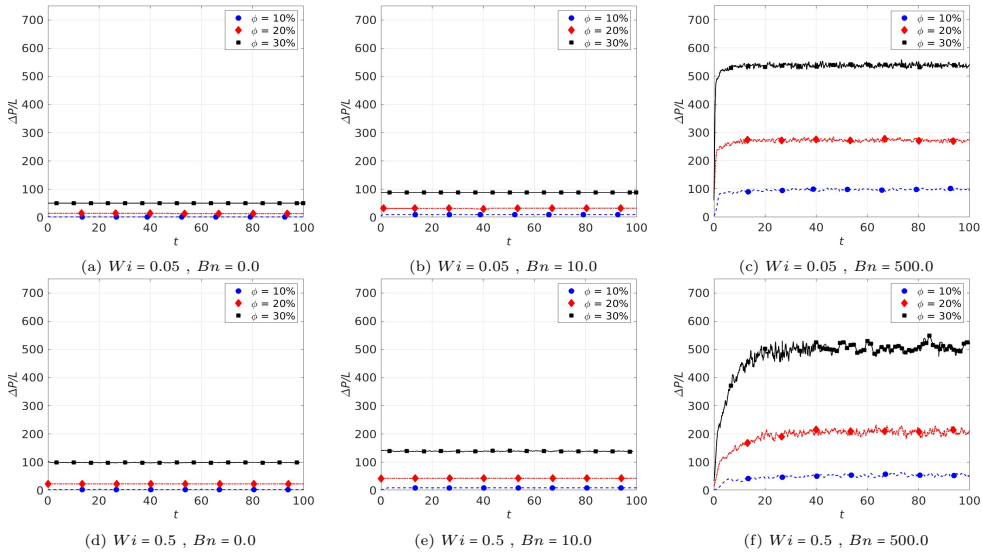 700
600
500
400
300
200
100
0
ΔP/L
0 20 40 60 80 100
t
ϕ = 10%
ϕ = 20%
ϕ = 30%
(a) Wi = 0.05 , Bn = 0.0
700
600
500
400
300
200
100
0
ΔP/L
0 20 40 60 80 100
t
ϕ = 10%
ϕ = 20%
ϕ = 30%
(b) Wi = 0.05 , Bn = 10.0
700
600
500
400
300
200
100
0
ΔP/L
0 20 40 60 80 100
t
ϕ = 10%
ϕ = 20%
ϕ = 30%
(c) Wi = 0.05 , Bn = 500.0
700
600
500
400
300
200
100
0
ΔP/L
0 20 40 60 80 100
t
ϕ = 10%
ϕ = 20%
ϕ = 30%
(d) Wi = 0.5 , Bn = 0.0
700
600
500
400
300
200
100
0
ΔP/L
0 20 40 60 80 100
t
ϕ = 10%
ϕ = 20%
ϕ = 30%
(e) Wi = 0.5 , Bn = 10.0
700
600
500
400
300
200
100
0
ΔP/L
0 20 40 60 80 100
t
ϕ = 10%
ϕ = 20%
ϕ = 30%
(f) Wi = 0.5 , Bn = 500.0